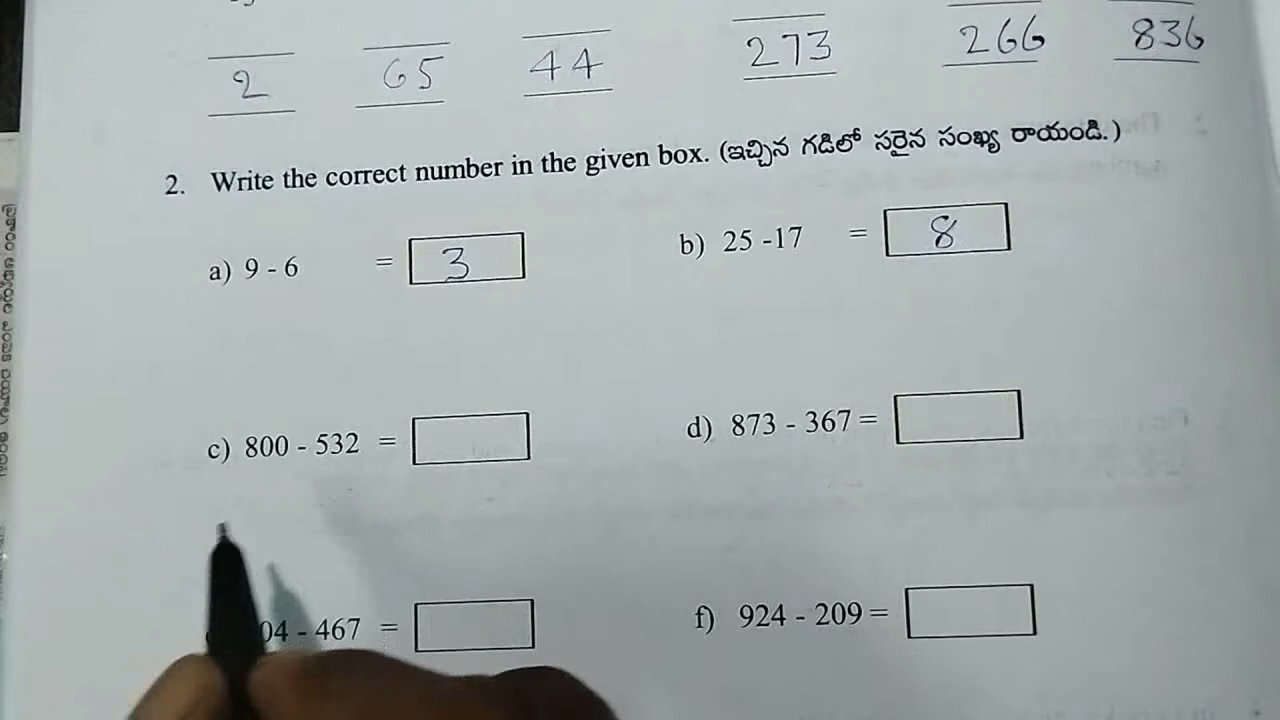 2 65 44 273 266 836
2. Write the correct number in the given box. (ఇచ్చిన గడిలో సరైన సంఖ్య రాయండి.)
a) 9 - 6 = 3 b) 25 -17 = 8
c) 800 - 532 = d) 873 - 367 =
04 - 467 = f) 924 - 209 =